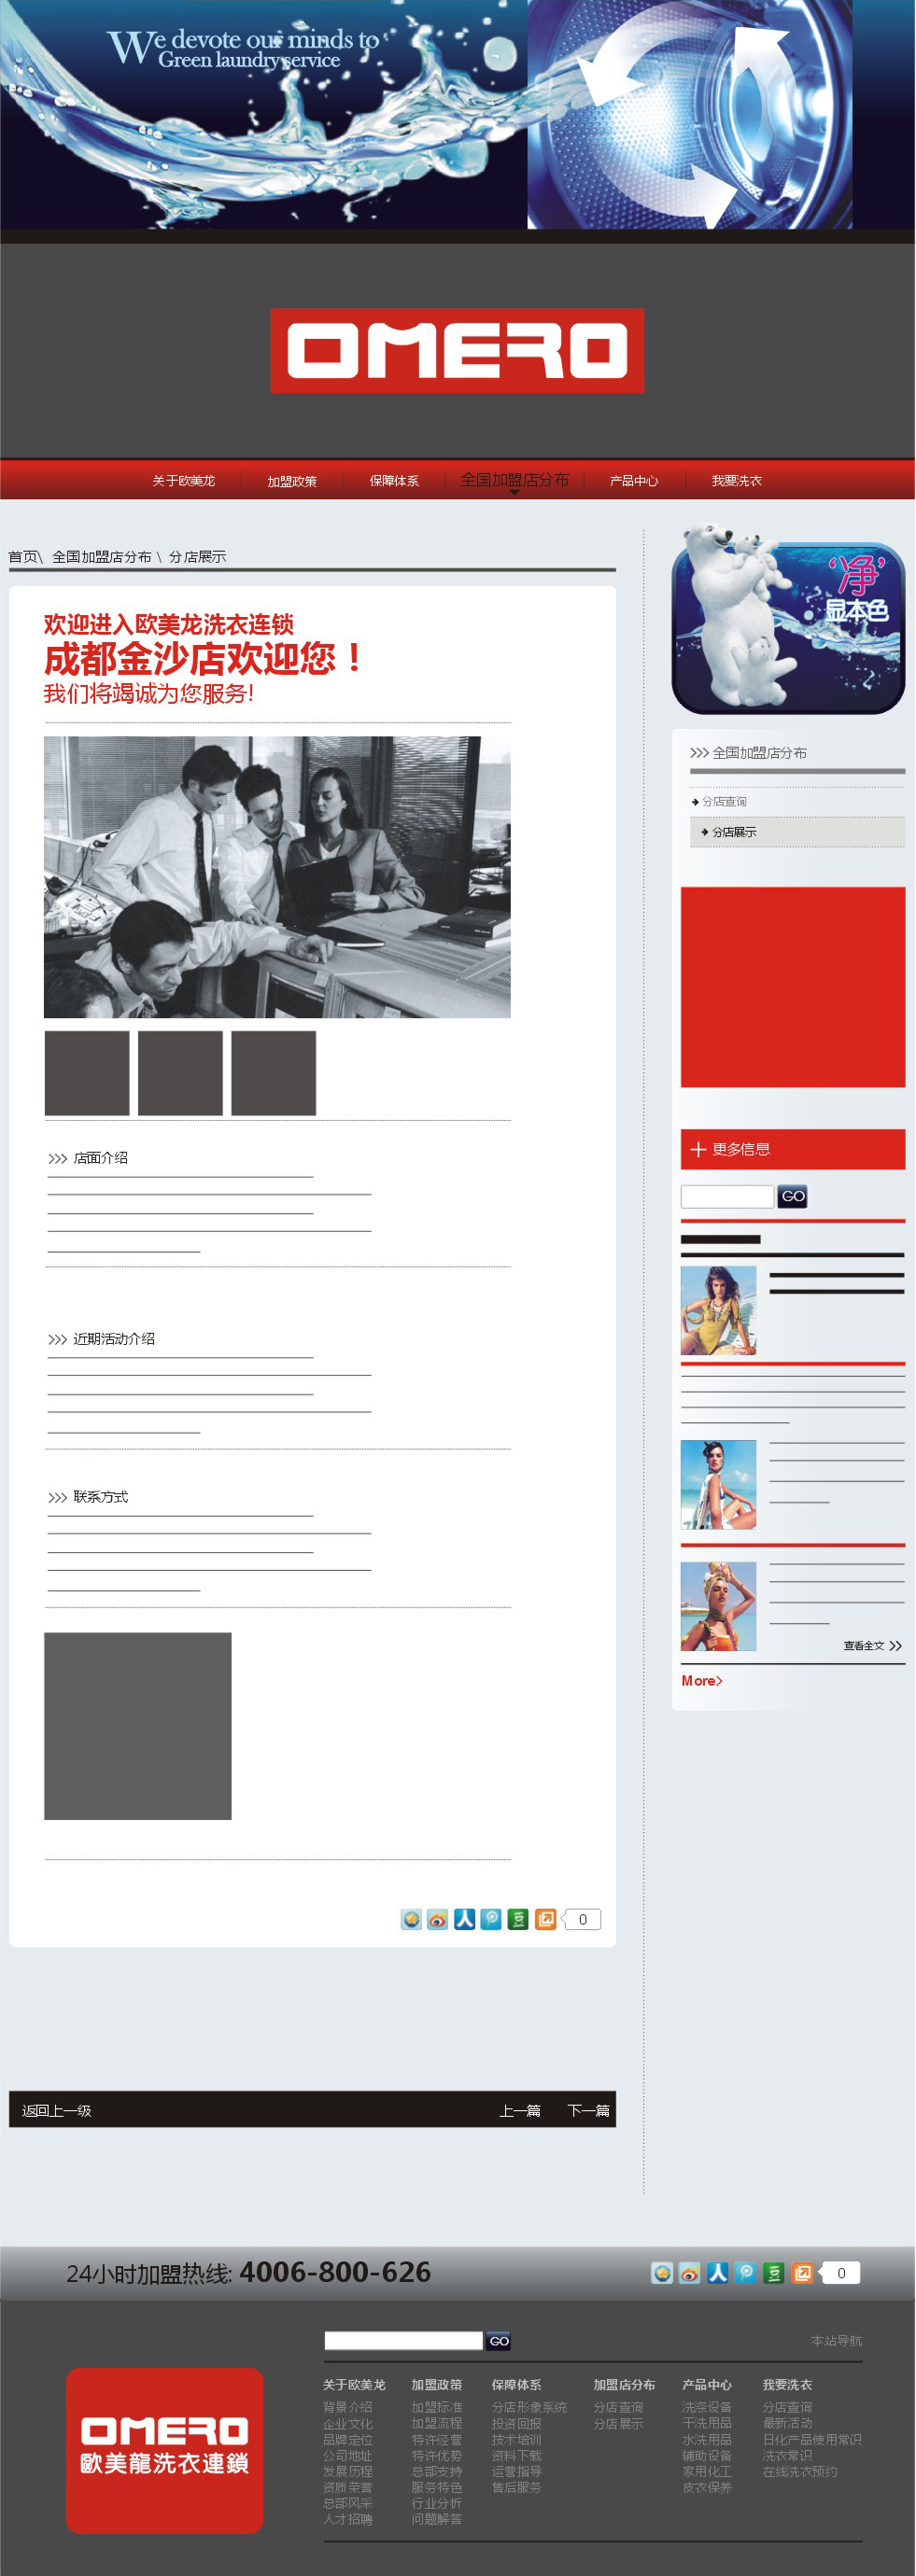 We devote our minds to
Green laundry service
OMERO
关于欧美龙
加盟政策
保障体系
全国加盟店分布
产品中心
我要洗衣
首页\ 全国加盟店分布 \ 分店展示
欢迎进入欧美龙洗衣连锁
成都金沙店欢迎您！
我们将竭诚为您服务!
店面介绍
近期活动介绍
联系方式
0
返回上一级
上一篇
下一篇
‘净’
显本色
>>> 全国加盟店分布
分店查询
分店展示
更多信息
GO
查看全文 >>
More>
24小时加盟热线: 4006-800-626
0
GO
本站导航
OMERO
歐美龍洗衣連鎖
关于欧美龙
背景介绍
企业文化
品牌定位
公司地址
发展历程
资质荣誉
总部风采
人才招聘
加盟政策
加盟标准
加盟流程
特许经营
特许优势
总部支持
服务特色
行业分析
问题解答
保障体系
分店形象系统
投资回报
技术培训
资料下载
运营指导
售后服务
加盟店分布
分店查询
分店展示
产品中心
洗涤设备
干洗用品
水洗用品
辅助设备
家用化工
皮衣保养
我要洗衣
分店查询
最新活动
日化产品使用常识
洗衣常识
在线洗衣预约